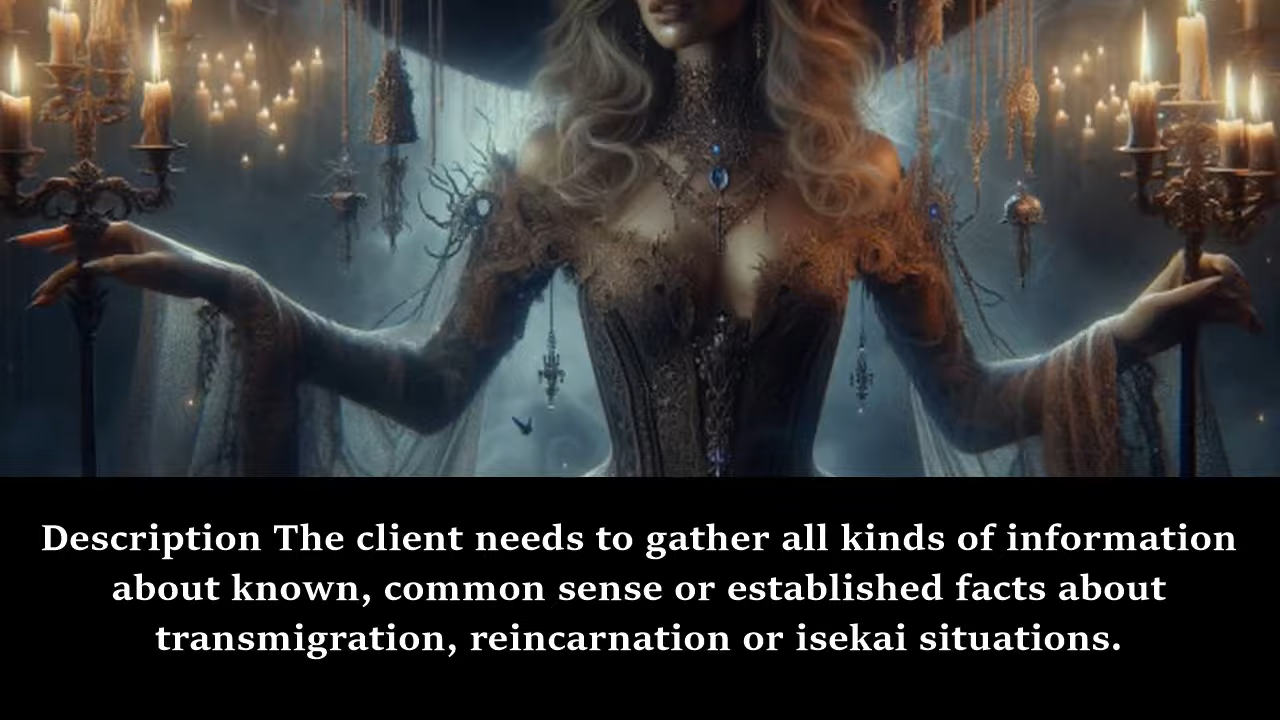 Description The client needs to gather all kinds of information
about known, common sense or established facts about
transmigration, reincarnation or isekai situations.